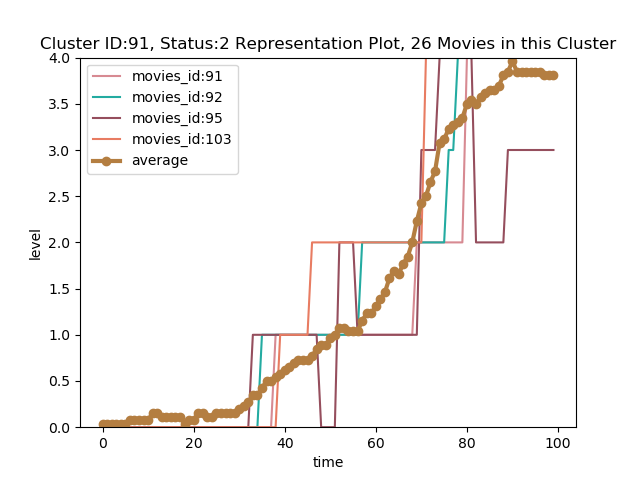 Cluster ID:91, Status:2 Representation Plot, 26 Movies in this Cluster
movies_id:91
movies_id:92
movies_id:95
movies_id:103
average
4.0
3.5
3.0
2.5
2.0
1.5
1.0
0.5
0.0
level
0 20 40 60 80 100
time